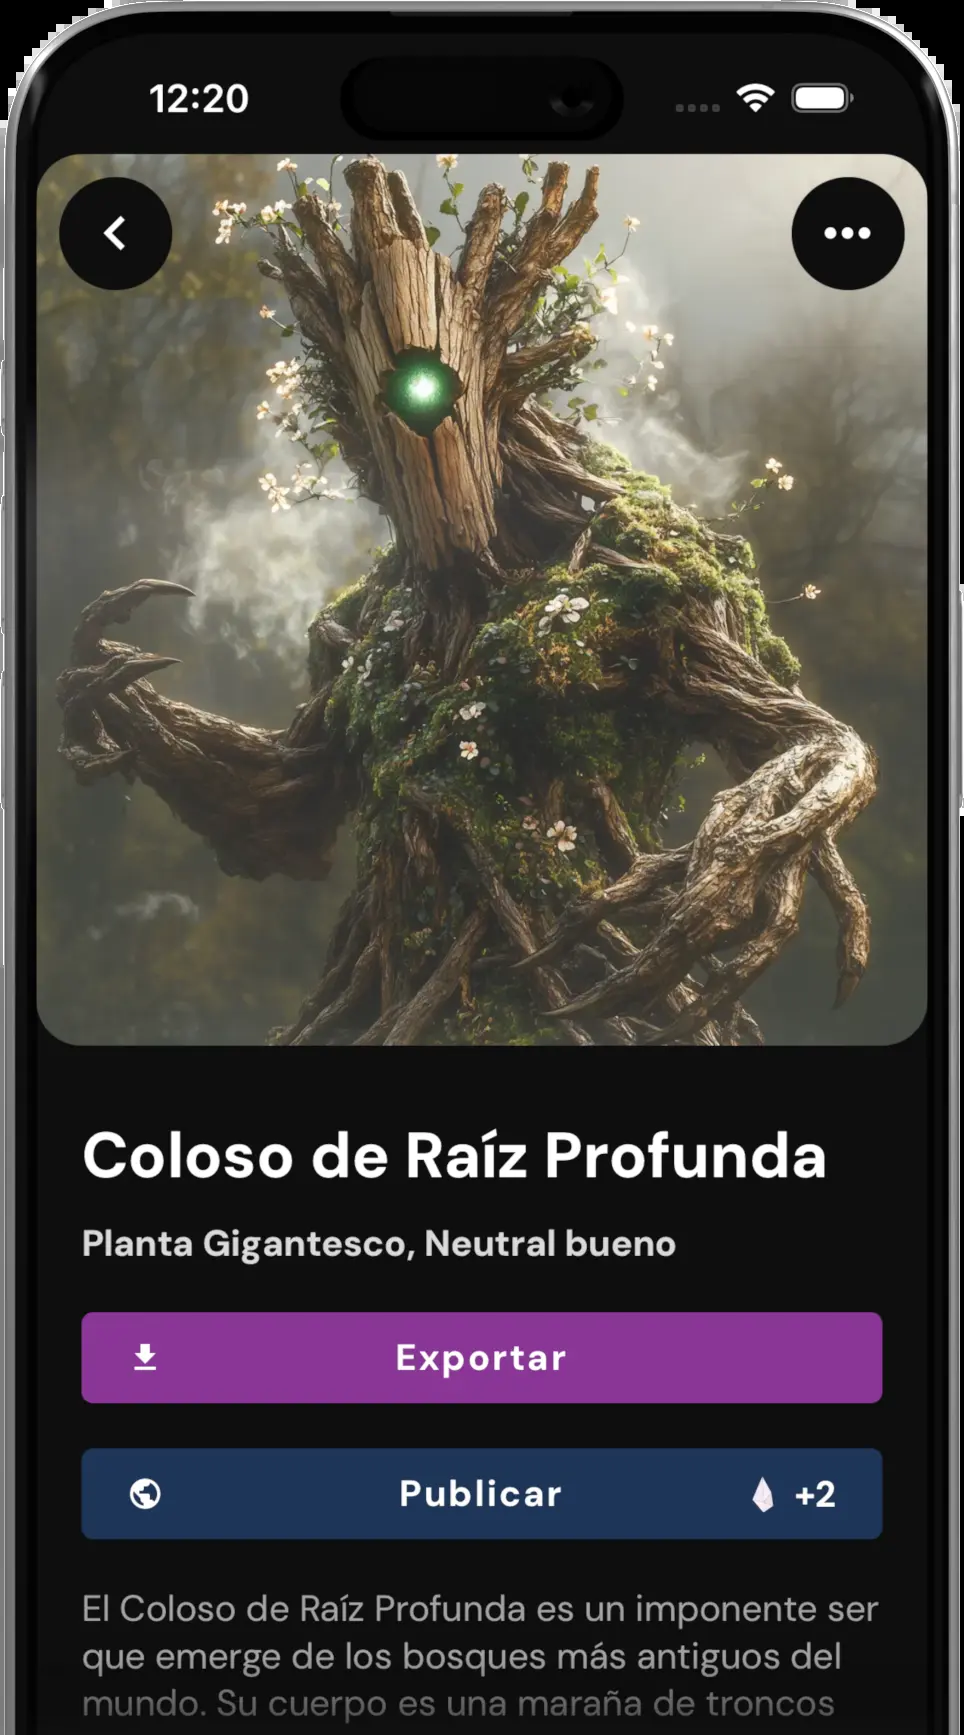 12:20
Coloso de Raíz Profunda
Planta Gigantesco, Neutral bueno
Exportar
Publicar +2
El Coloso de Raíz Profunda es un imponente ser
que emerge de los bosques más antiguos del
mundo. Su cuerpo es una maraña de troncos